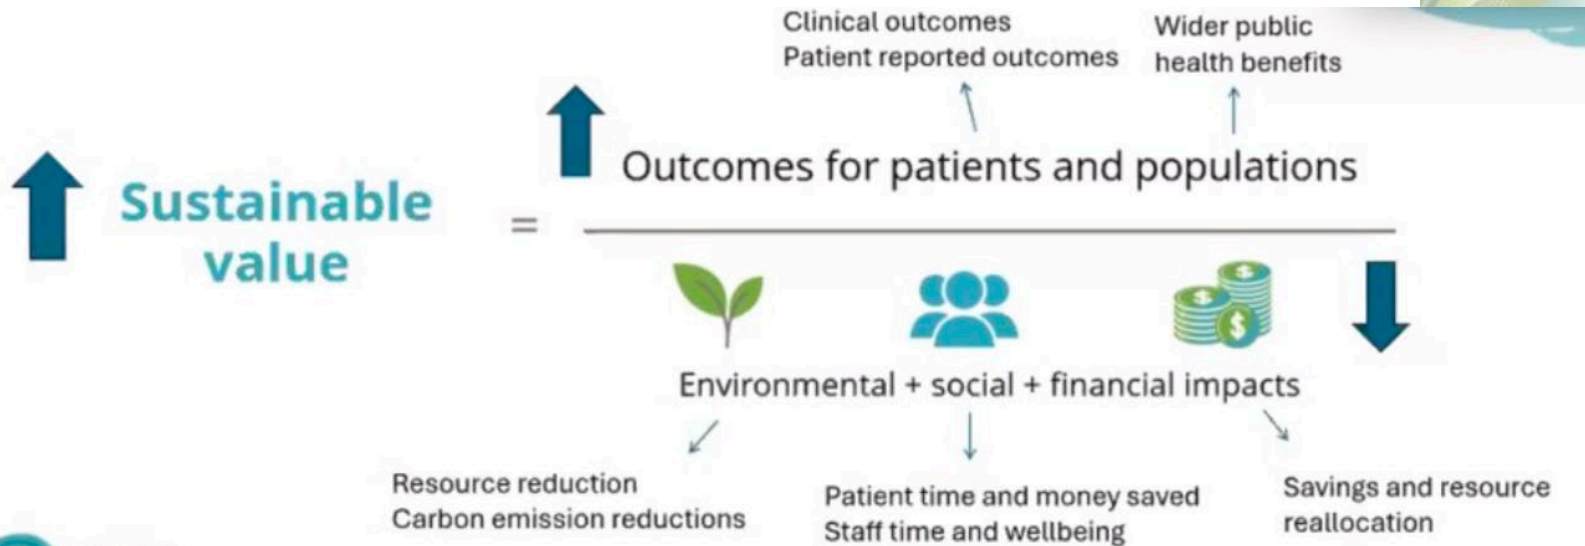 Clinical outcomes
Patient reported outcomes
Wider public
health benefits
Outcomes for patients and populations
Sustainable
value
=
$
$
$
Environmental + social + financial impacts
Resource reduction
Carbon emission reductions
Patient time and money saved
Staff time and wellbeing
Savings and resource
reallocation